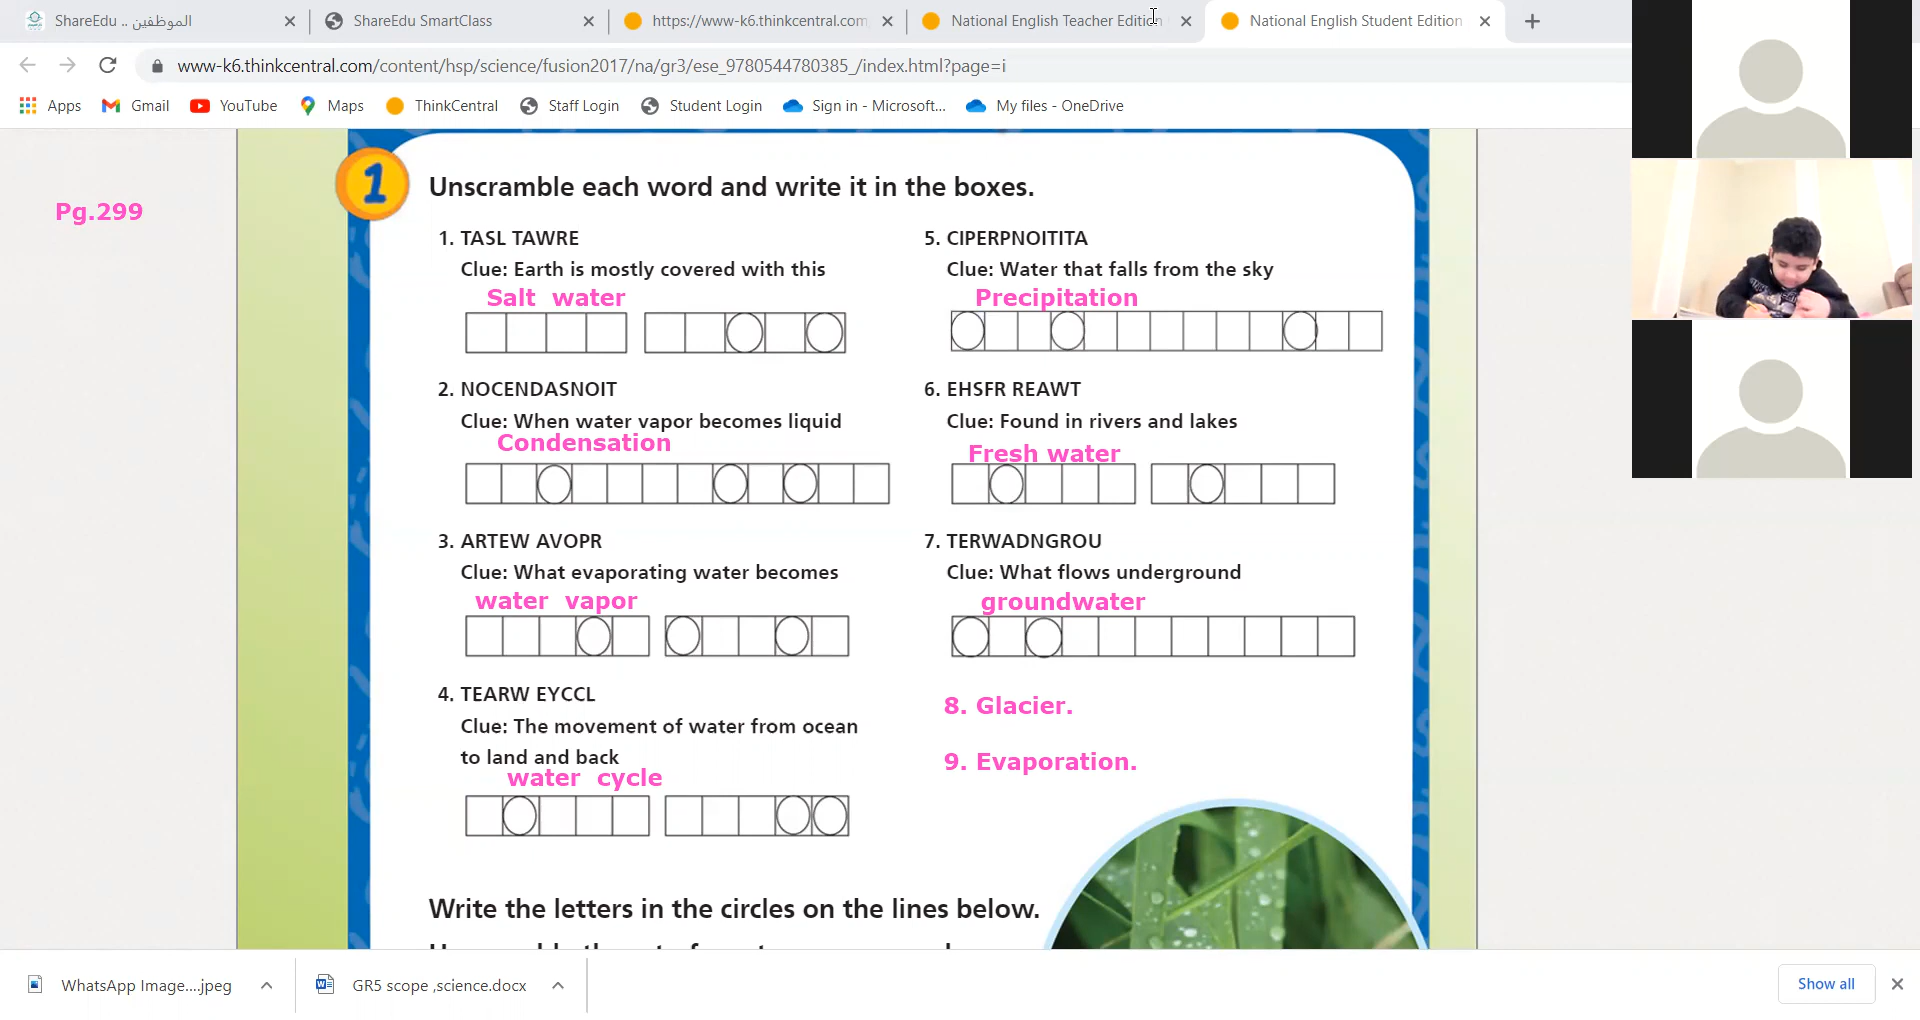 ShareEdu .. الموظفين
ShareEdu SmartClass
https://www-k6.thinkcentral.com
National English Teacher Edition
National English Student Edition
www-k6.thinkcentral.com/content/hsp/science/fusion2017/na/gr3/ese_9780544780385_/index.html?page=i
Apps
Gmail
YouTube
Maps
ThinkCentral
Staff Login
Student Login
Sign in - Microsoft...
My files - OneDrive
Pg.299
1
Unscramble each word and write it in the boxes.
1. TASL TAWRE
Clue: Earth is mostly covered with this
Salt water
2. NOCENDASNOIT
Clue: When water vapor becomes liquid
Condensation
3. ARTEW AVOPR
Clue: What evaporating water becomes
water vapor
4. TEARW EYCCL
Clue: The movement of water from ocean
to land and back
water cycle
5. CIPERPNOITITA
Clue: Water that falls from the sky
Precipitation
6. EHSFR REAWT
Clue: Found in rivers and lakes
Fresh water
7. TERWADNGROU
Clue: What flows underground
groundwater
8. Glacier.
9. Evaporation.
Write the letters in the circles on the lines below.
WhatsApp Image....jpeg
GR5 scope ,science.docx
Show all